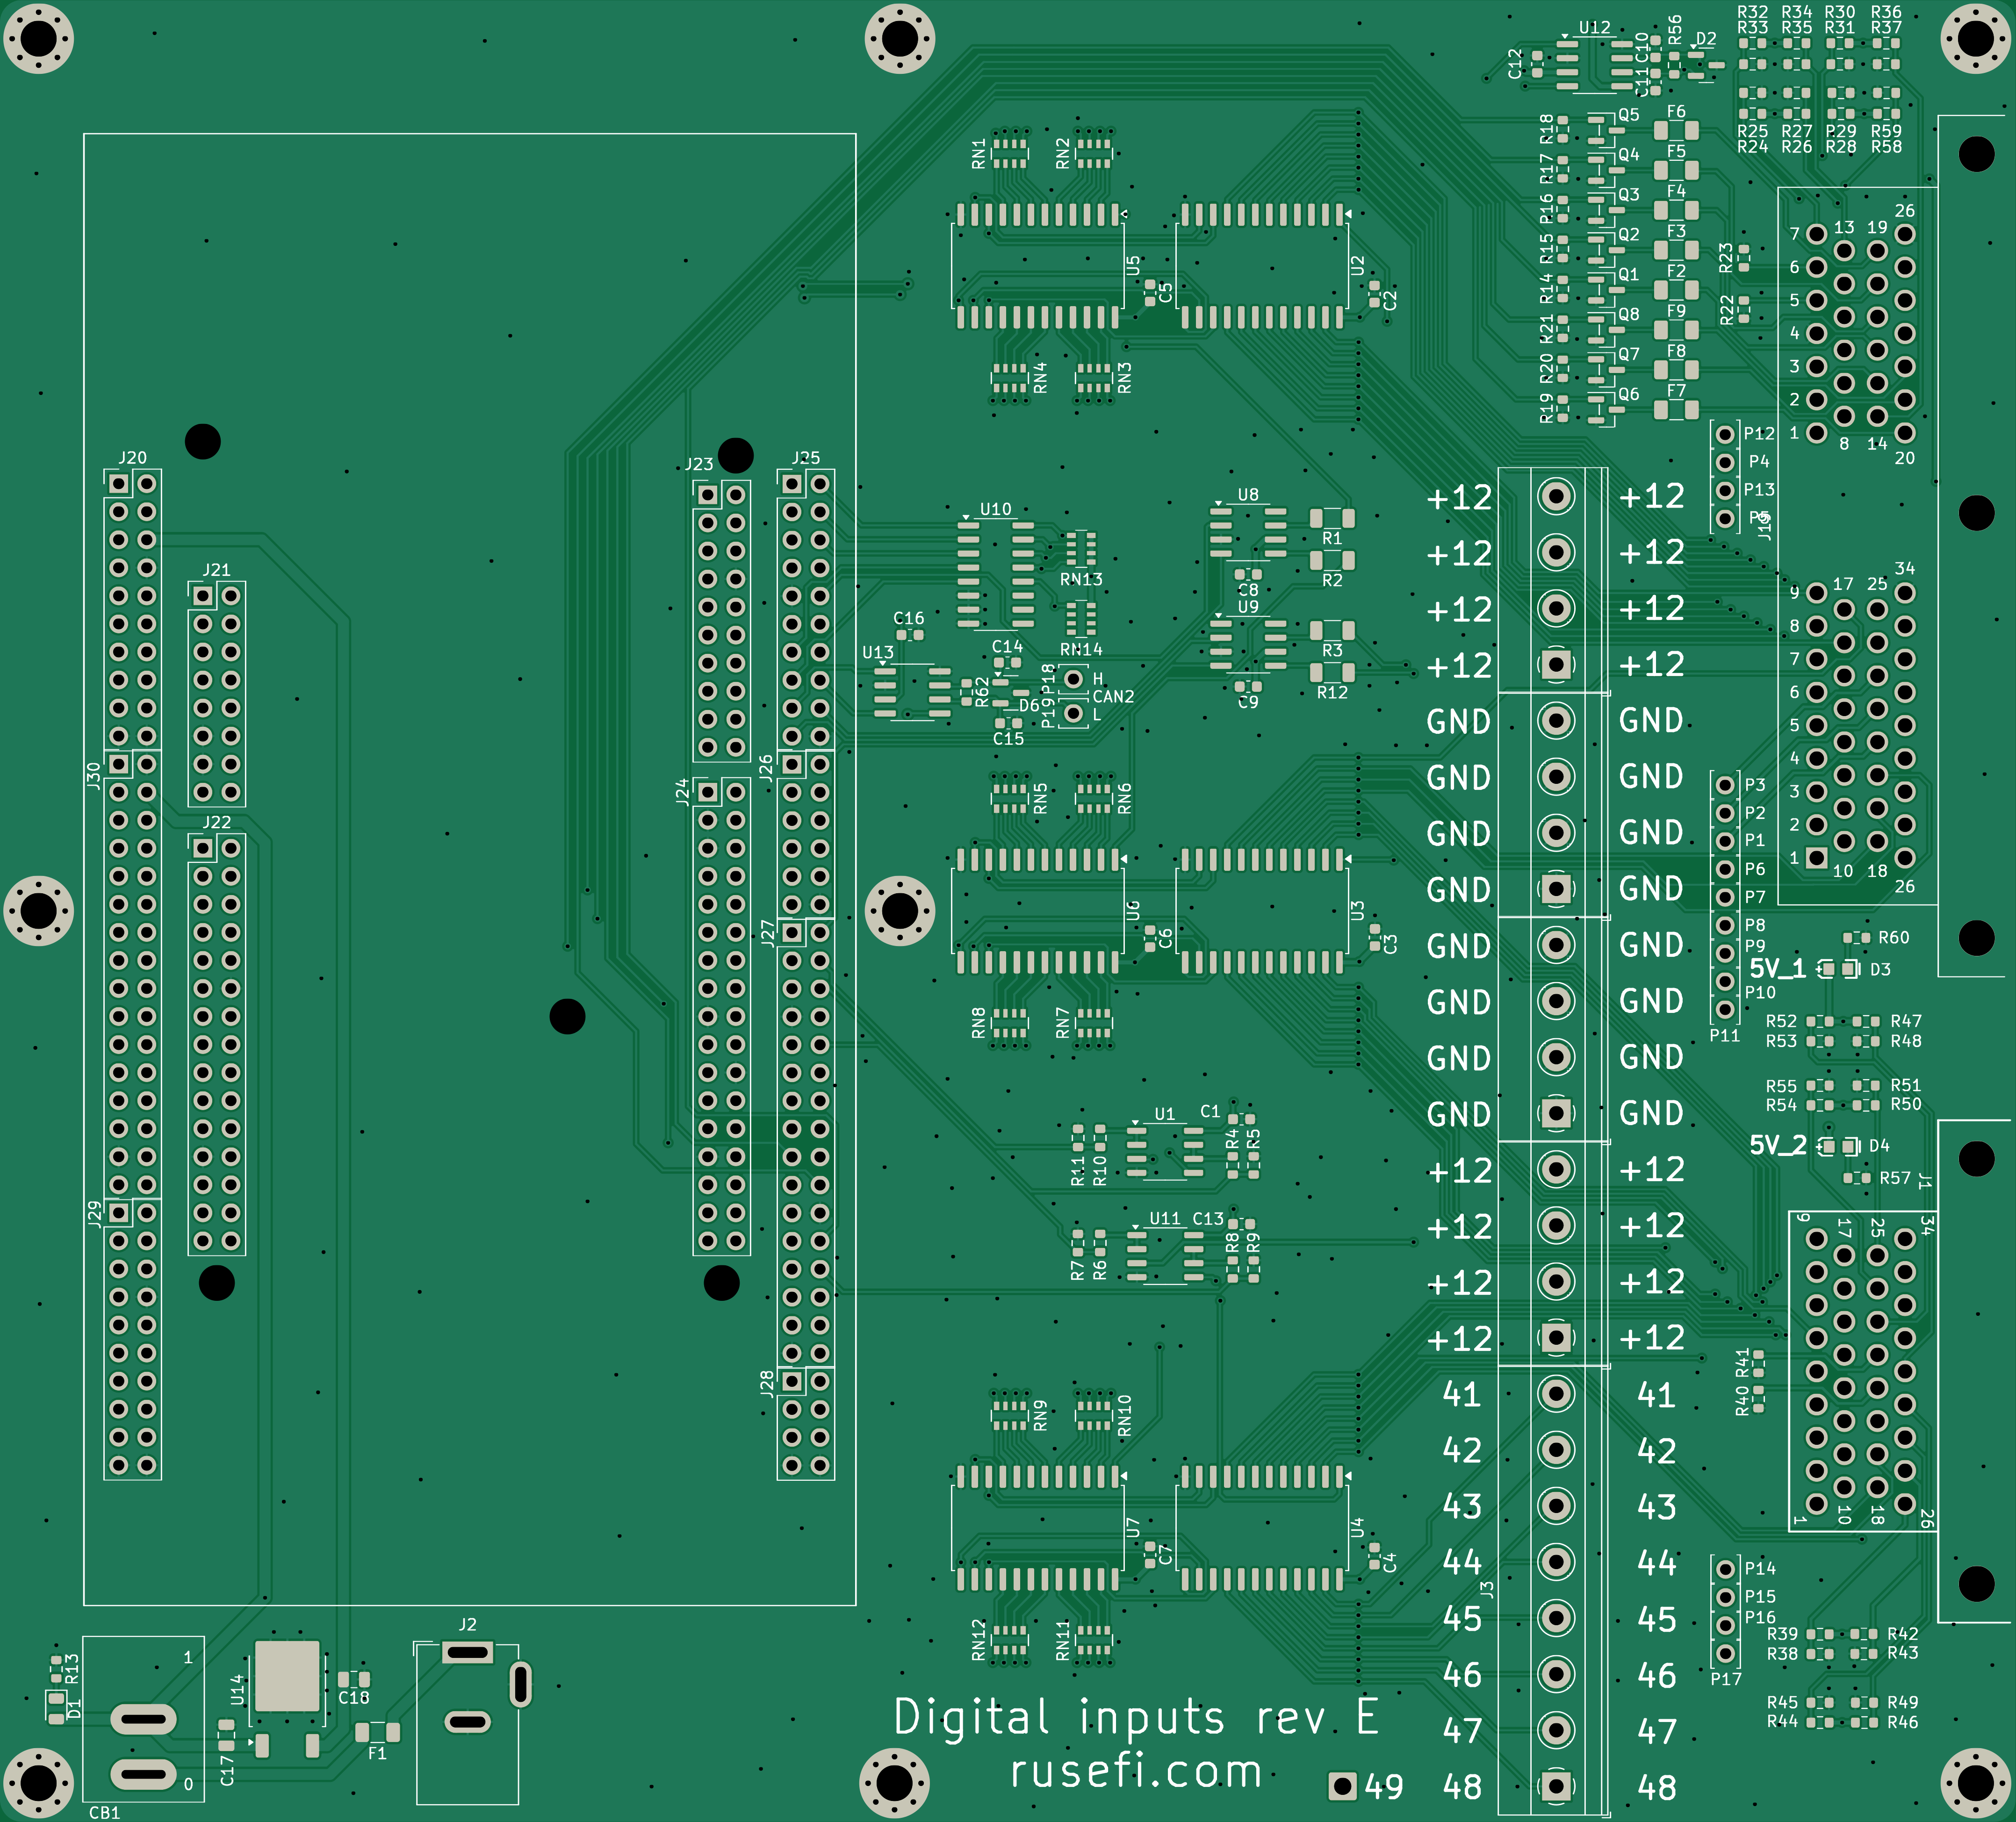 U12
C10
R56
D2
C12
C11
R32 R34 R30 R36
R33 R35 R31 R37
R25 R27 R29 R59
R24 R26 R28 R58
R18 Q5 F6
R17 Q4 F5
R16 Q3 F4
R15 Q2 F3
R14 Q1 F2
R21 Q8 F9
R20 Q7 F8
R19 Q6 F7
R23
R22
RN1 RN2
U5 C5 U2 C2
RN4 RN3
26
7 13 19
6
5
4
3
2
1 8 14 20
P12
P4
P13
P5
J19
J20 J23 J25
J21
U10
RN13
RN14
U8
R1
R2
C8
U9
R3
R12
C9
C16
U13
C14
R62
D6
C15
P18 H
CAN2
P19 L
+12 +12
+12 +12
+12 +12
+12 +12
GND GND
GND GND
GND GND
GND GND
GND GND
GND GND
GND GND
GND GND
+12 +12
+12 +12
+12 +12
+12 +12
41 41
42 42
43 43
44 44
45 45
46 46
47 47
48 48
J3
34
9 17 25
8
7
6
5
4
3
2
1 10 18 26
P3
P2
P1
P6
P7
P8
P9
P10
P11
R60
5V_1 + D3
R52 R47
R53 R48
R55 R51
R54 R50
5V_2 + D4
R57
J1
9 17 25 34
1 10 18 26
R41
R40
J30 J22 J24 J26
J27
J29
J28
RN5 RN6
U6 C6 U3 C3
RN8 RN7
U1 C1
R11 R10 R4 R5
U11 C13
R7 R6 R8 R9
RN9 RN10
U7 C7 U4 C4
RN12 RN11
P14
P15
P16
P17
R39 R42
R38 R43
R45 R49
R44 R46
R13
D1
1
0
CB1
U14
C17
C18
F1
J2
Digital inputs rev E
rusefi.com
49